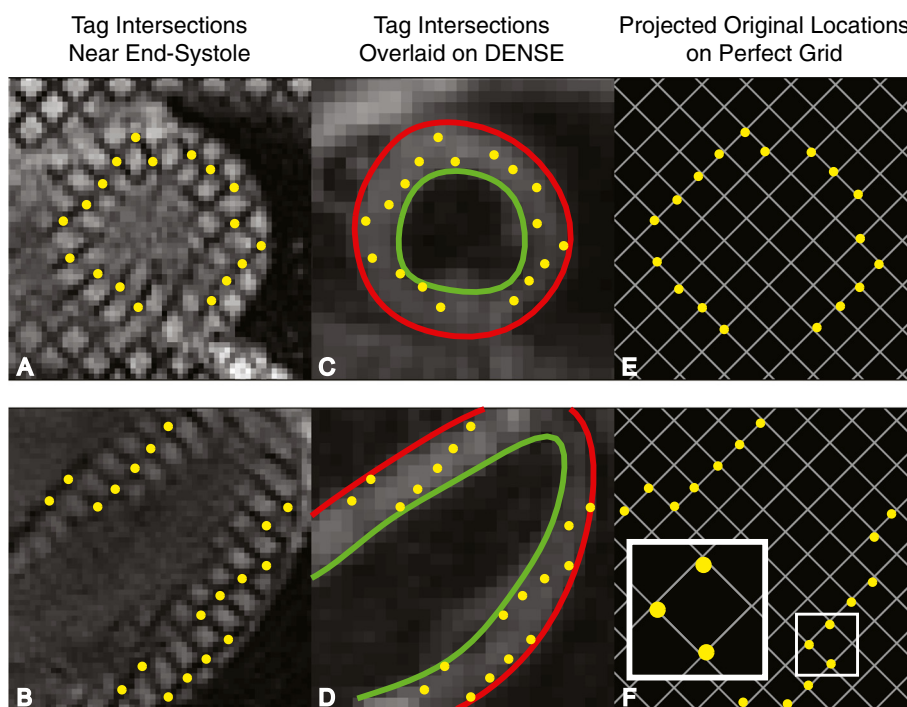 Tag Intersections
Near End-Systole
Tag Intersections
Overlaid on DENSE
Projected Original Locations
on Perfect Grid
A
C
E
B
D
F